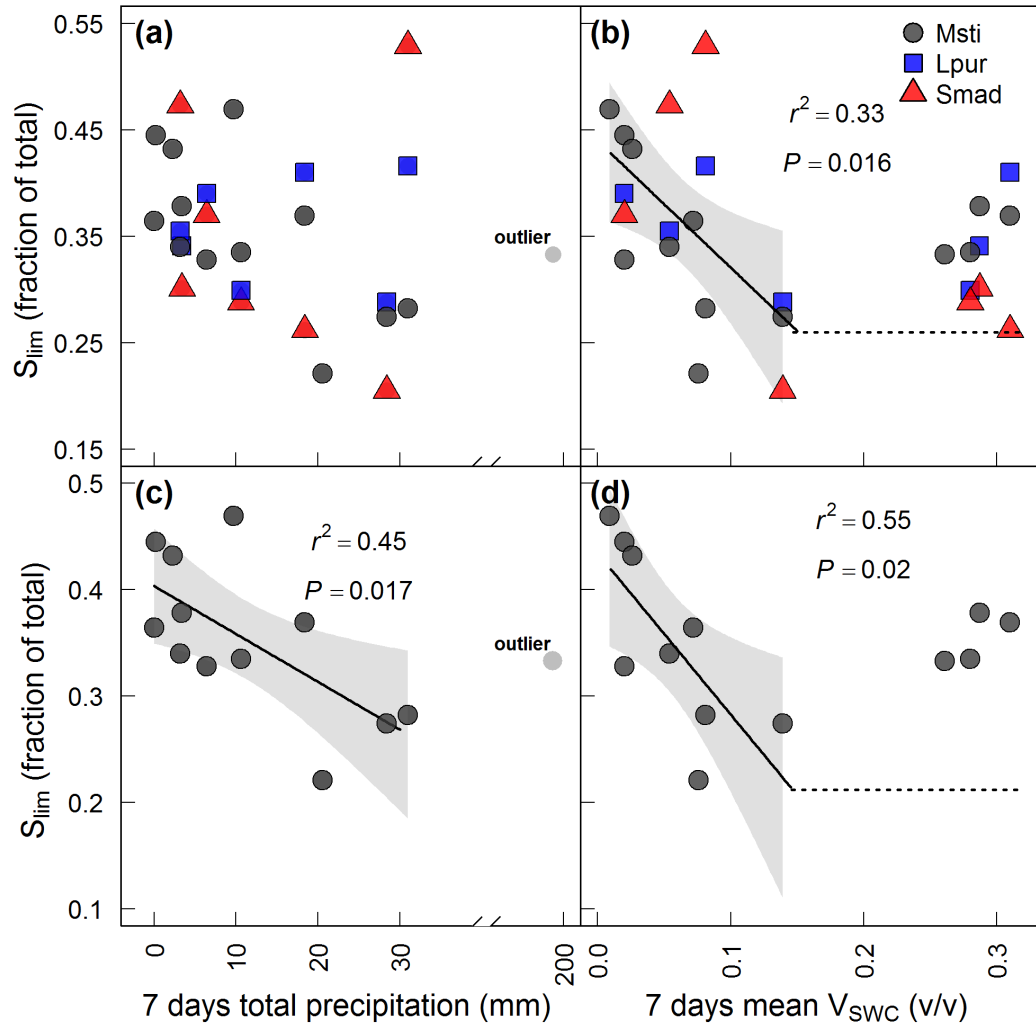 (a)
(b)
Msti
Lpur
Smad
r² = 0.33
P = 0.016
outlier
0.55
0.45
0.35
0.25
0.15
S_lim (fraction of total)
(c)
(d)
r² = 0.45
P = 0.017
r² = 0.55
P = 0.02
outlier
0.5
0.4
0.3
0.2
0.1
S_lim (fraction of total)
0
10
20
30
200
0.0
0.1
0.2
0.3
7 days total precipitation (mm)
7 days mean V_SWC (v/v)